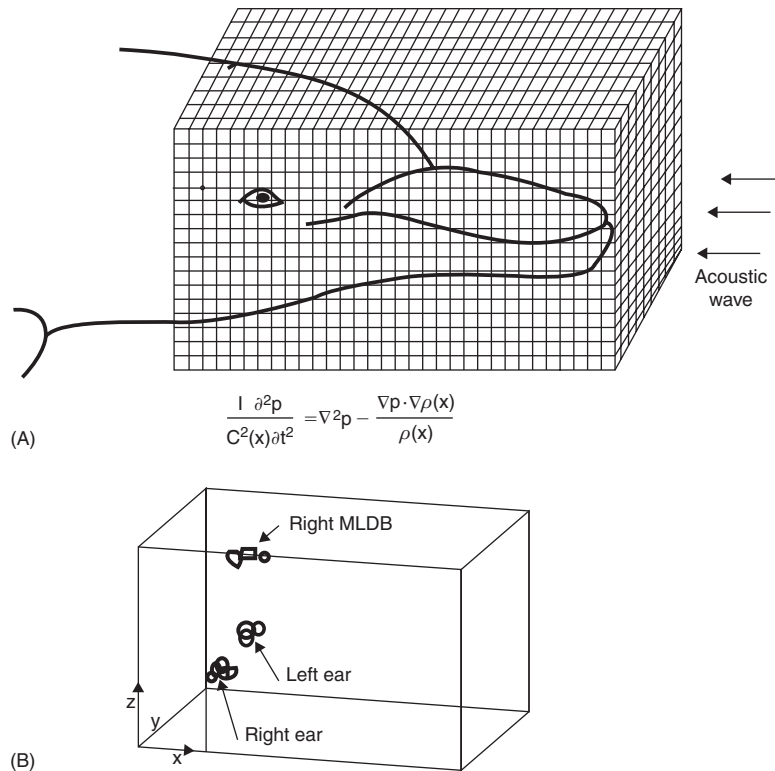 Acoustic
wave
I ∂²p / C²(x)∂t² = ∇²p − ∇p·∇ρ(x) / ρ(x)
(A)
Right MLDB
Left ear
z
y
Right ear
x
(B)